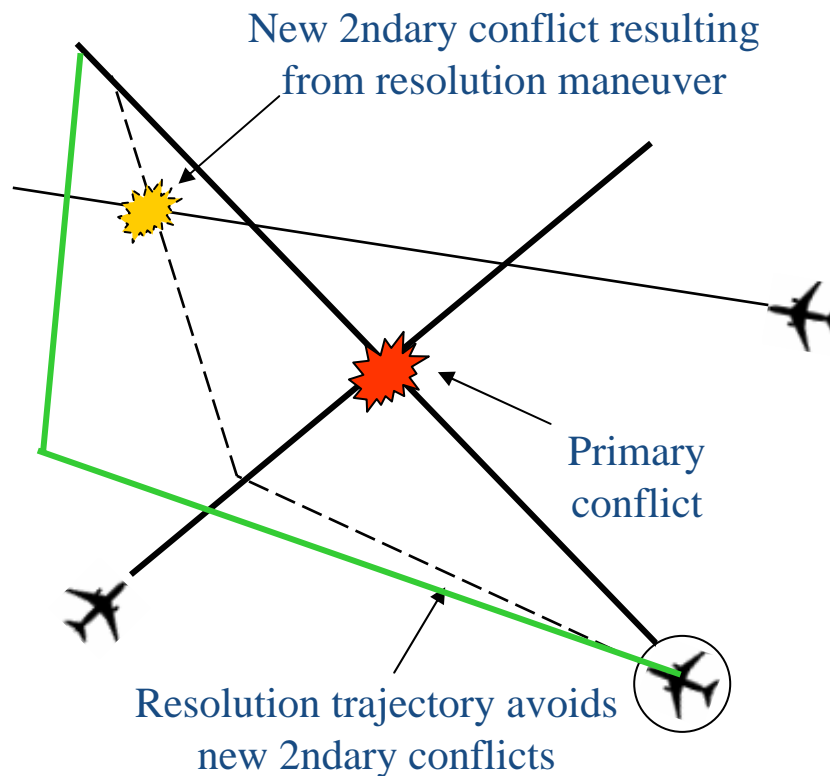 New 2ndary conflict resulting
from resolution maneuver
Primary
conflict
Resolution trajectory avoids
new 2ndary conflicts